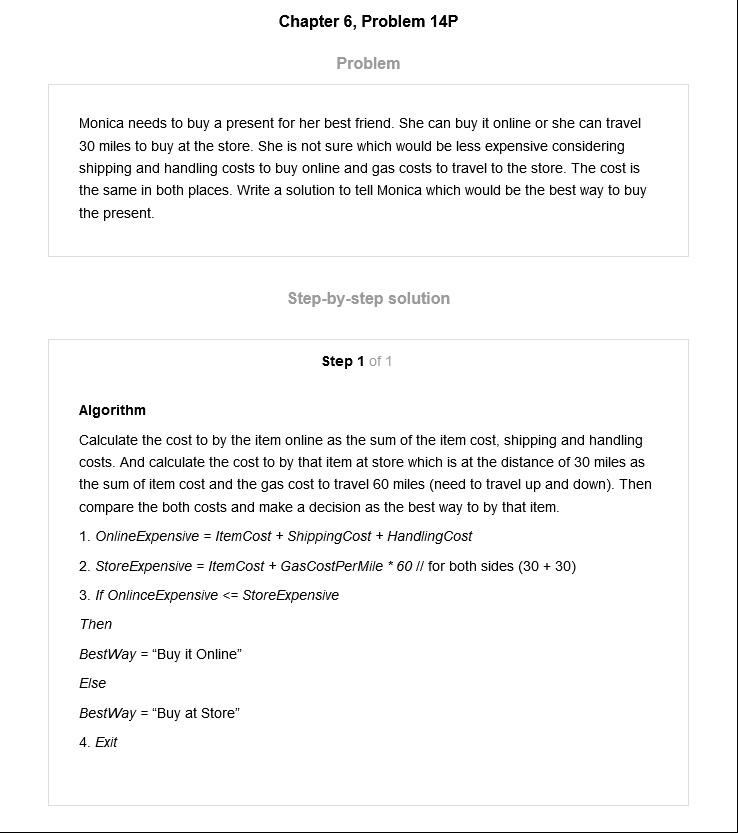 Chapter 6, Problem 14P
Problem
Monica needs to buy a present for her best friend. She can buy it online or she can travel
30 miles to buy at the store. She is not sure which would be less expensive considering
shipping and handling costs to buy online and gas costs to travel to the store. The cost is
the same in both places. Write a solution to tell Monica which would be the best way to buy
the present.
Step-by-step solution
Step 1 of 1
Algorithm
Calculate the cost to by the item online as the sum of the item cost, shipping and handling
costs. And calculate the cost to by that item at store which is at the distance of 30 miles as
the sum of item cost and the gas cost to travel 60 miles (need to travel up and down). Then
compare the both costs and make a decision as the best way to by that item.
1. OnlineExpensive = ItemCost + ShippingCost + HandlingCost
2. StoreExpensive = ItemCost + GasCostPerMile * 60 // for both sides (30 + 30)
3. If OnlinceExpensive <= StoreExpensive
Then
BestWay = “Buy it Online”
Else
BestWay = “Buy at Store”
4. Exit